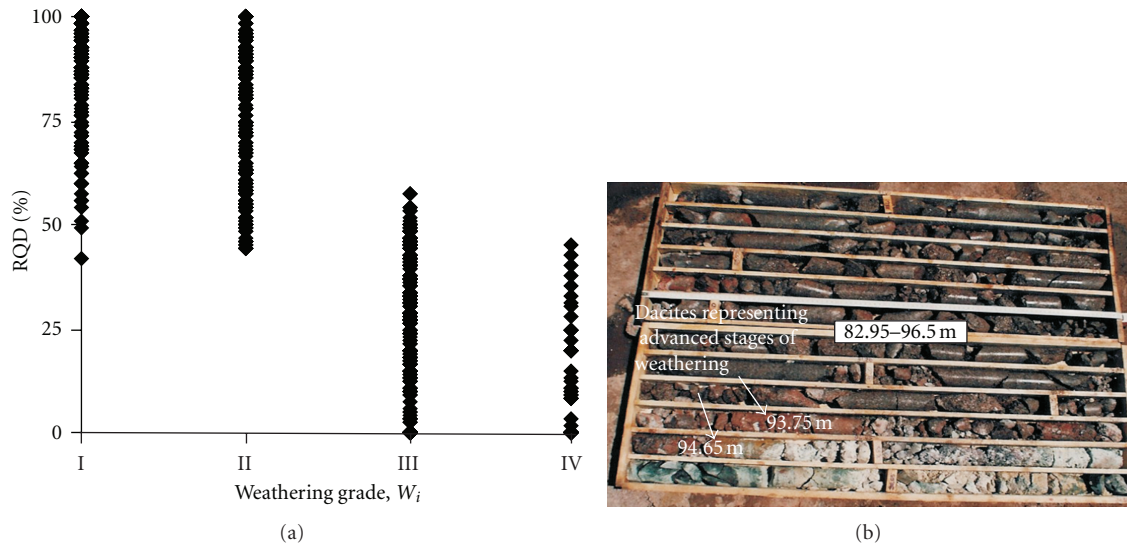 100
75
50
25
0
RQD (%)
I II III IV
Weathering grade, Wᵢ
(a)
Dacites representing
advanced stages of
weathering
82.95–96.5 m
93.75 m
94.65 m
(b)